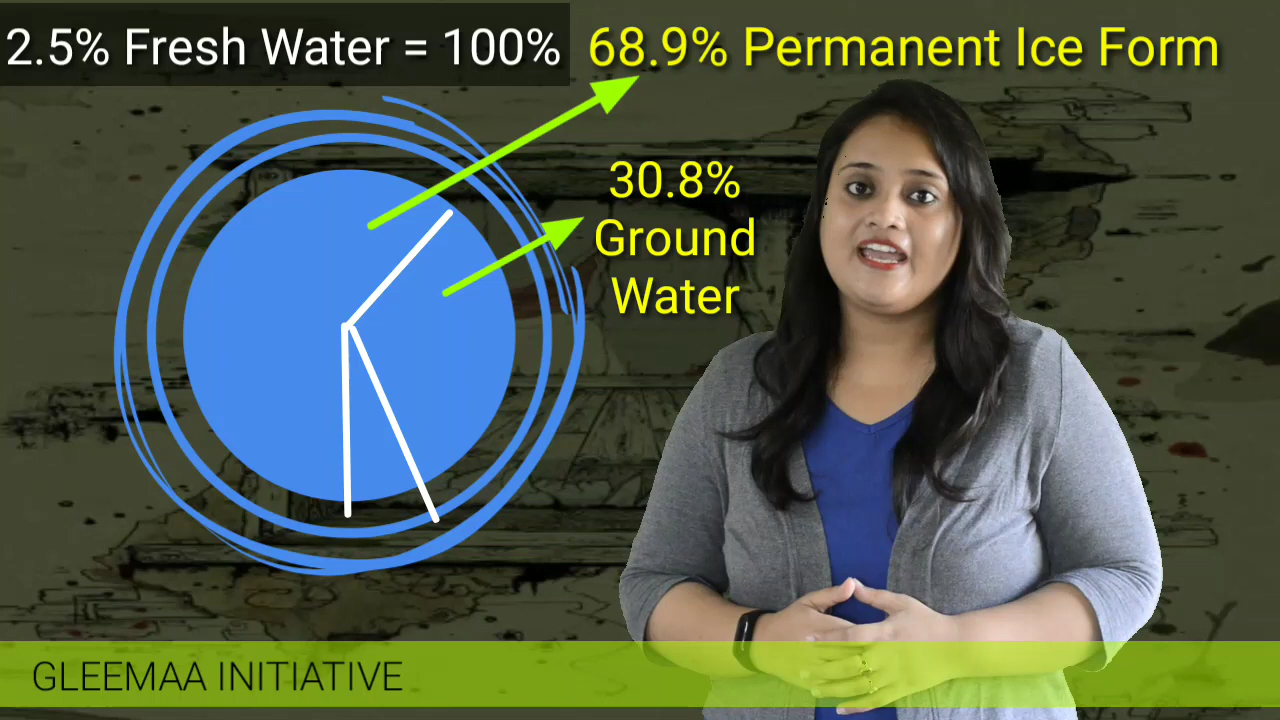 2.5% Fresh Water = 100%
68.9% Permanent Ice Form
30.8%
Ground
Water
GLEEMAA INITIATIVE